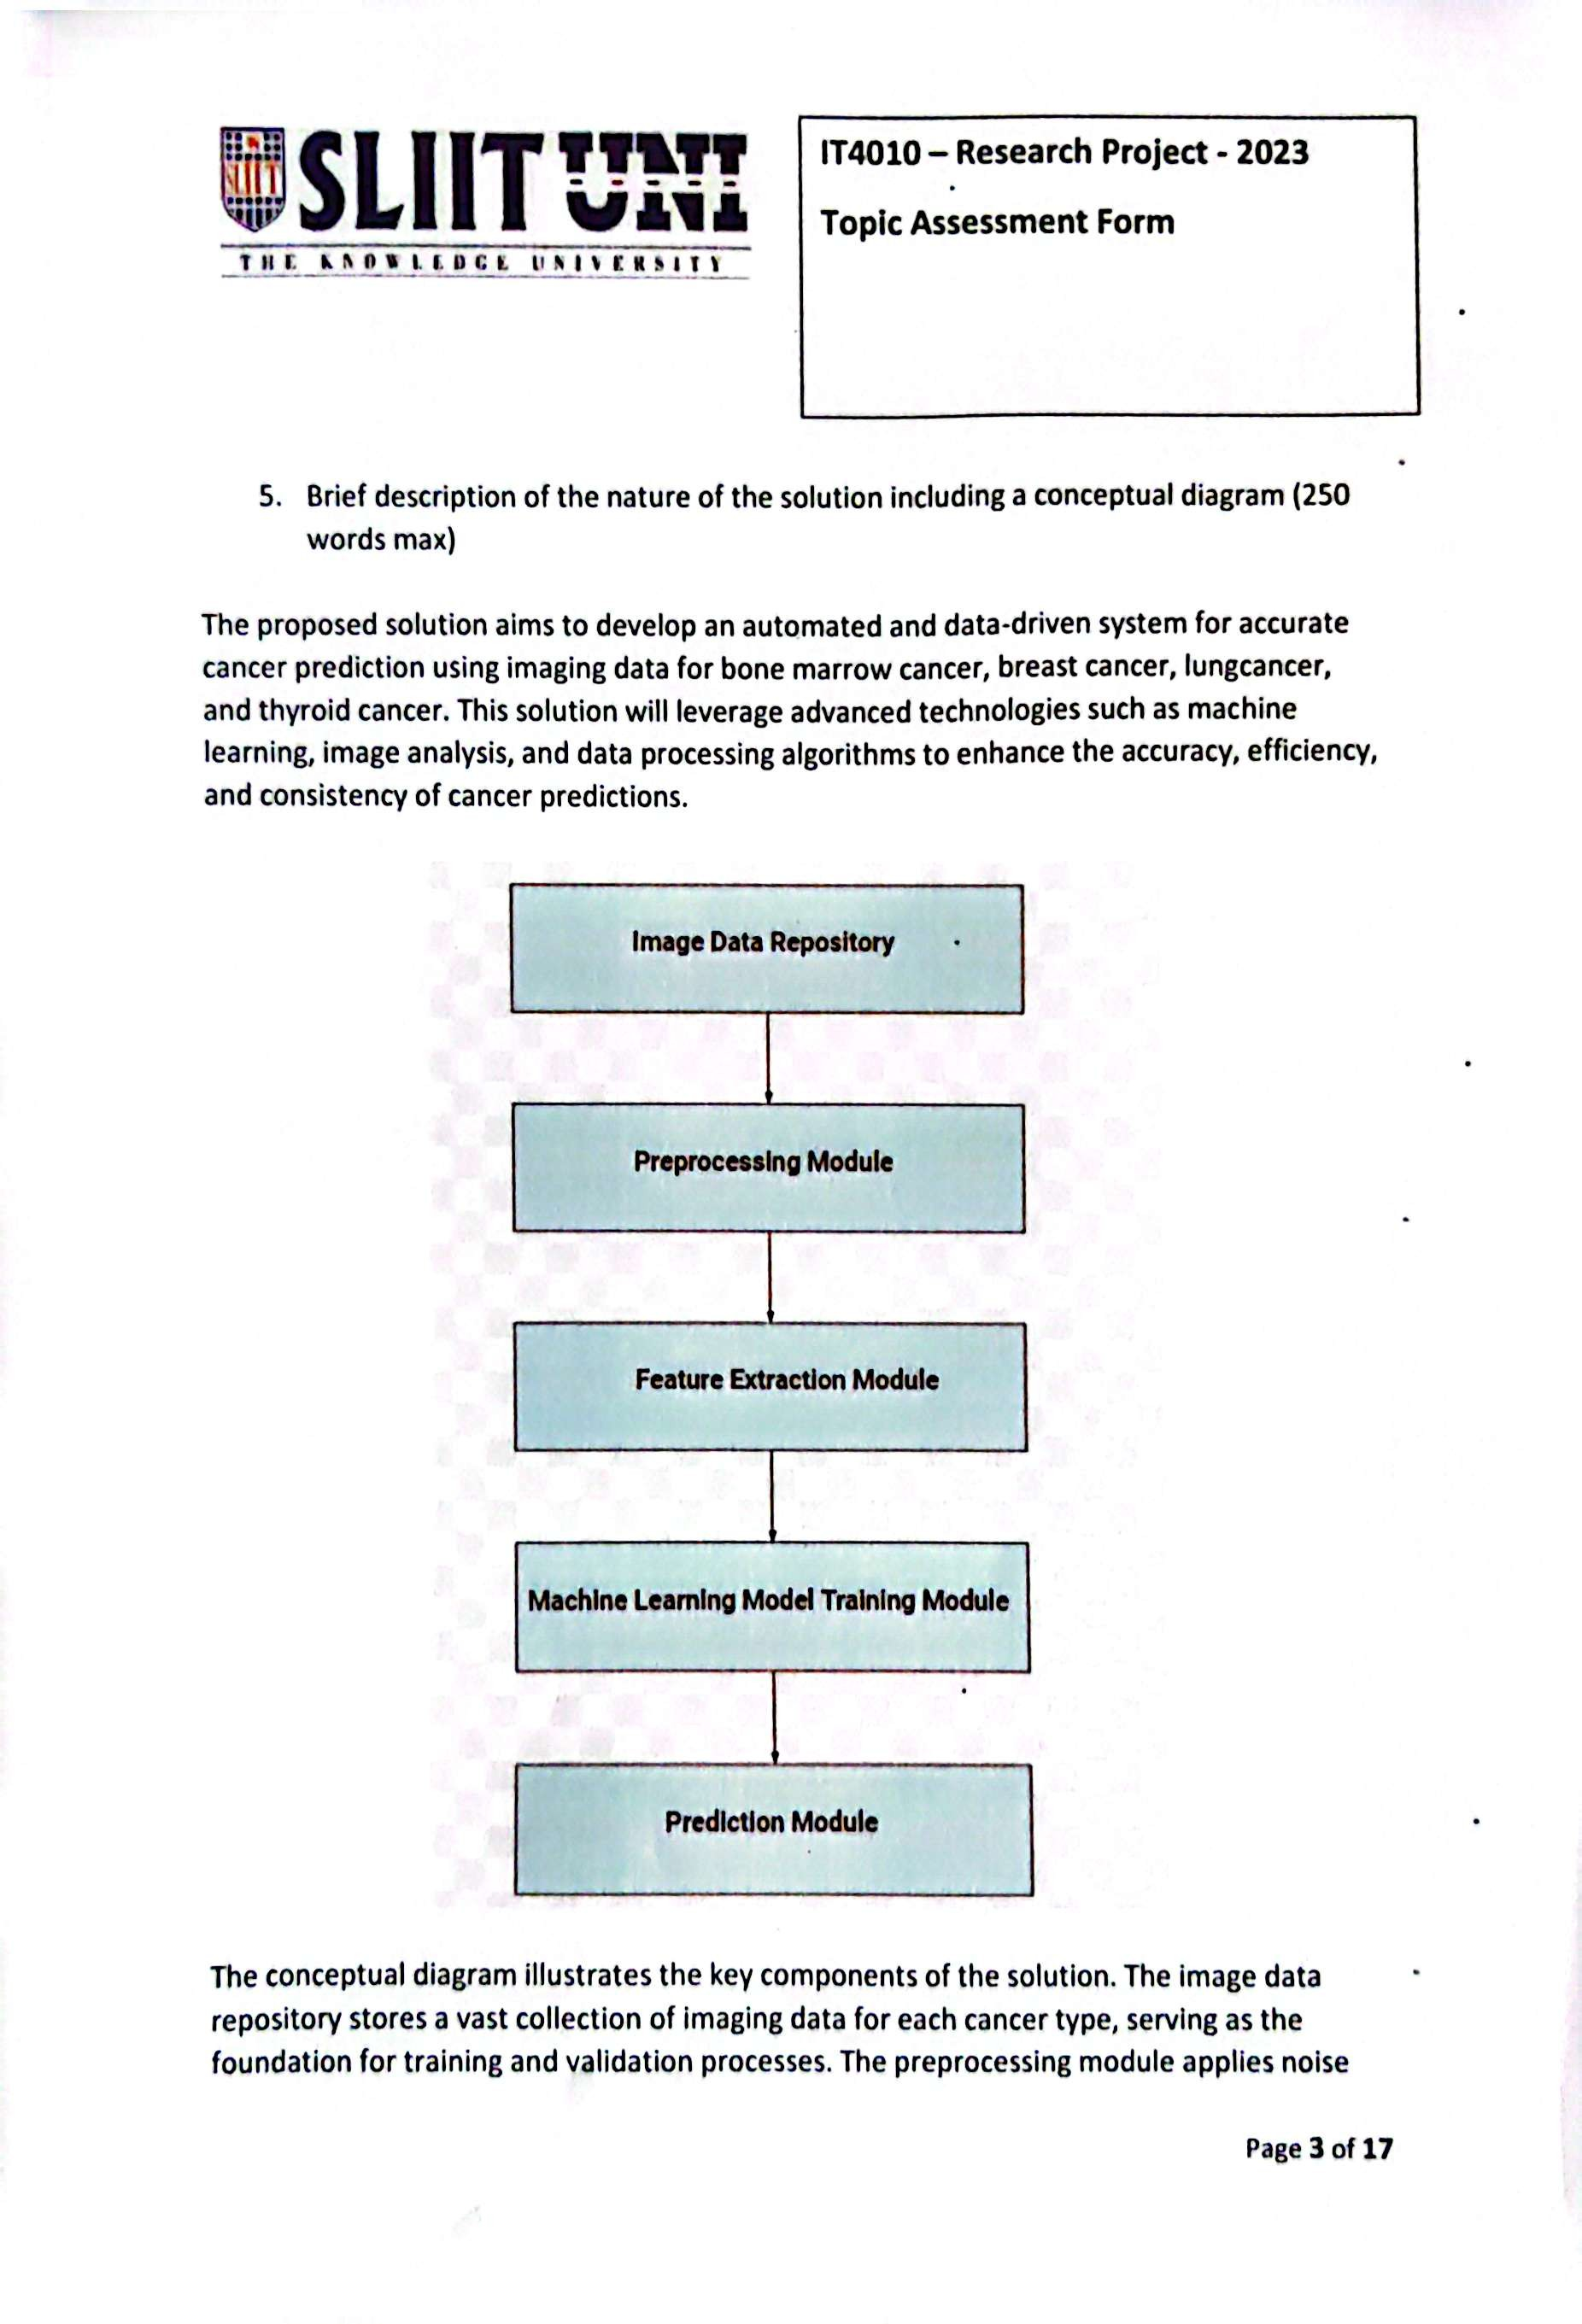 SLIIT
SLIIT UNI
THE KNOWLEDGE UNIVERSITY
IT4010 – Research Project - 2023
Topic Assessment Form
5. Brief description of the nature of the solution including a conceptual diagram (250
words max)
The proposed solution aims to develop an automated and data-driven system for accurate
cancer prediction using imaging data for bone marrow cancer, breast cancer, lungcancer,
and thyroid cancer. This solution will leverage advanced technologies such as machine
learning, image analysis, and data processing algorithms to enhance the accuracy, efficiency,
and consistency of cancer predictions.
Image Data Repository
Preprocessing Module
Feature Extraction Module
Machine Learning Model Training Module
Prediction Module
The conceptual diagram illustrates the key components of the solution. The image data
repository stores a vast collection of imaging data for each cancer type, serving as the
foundation for training and validation processes. The preprocessing module applies noise
Page 3 of 17